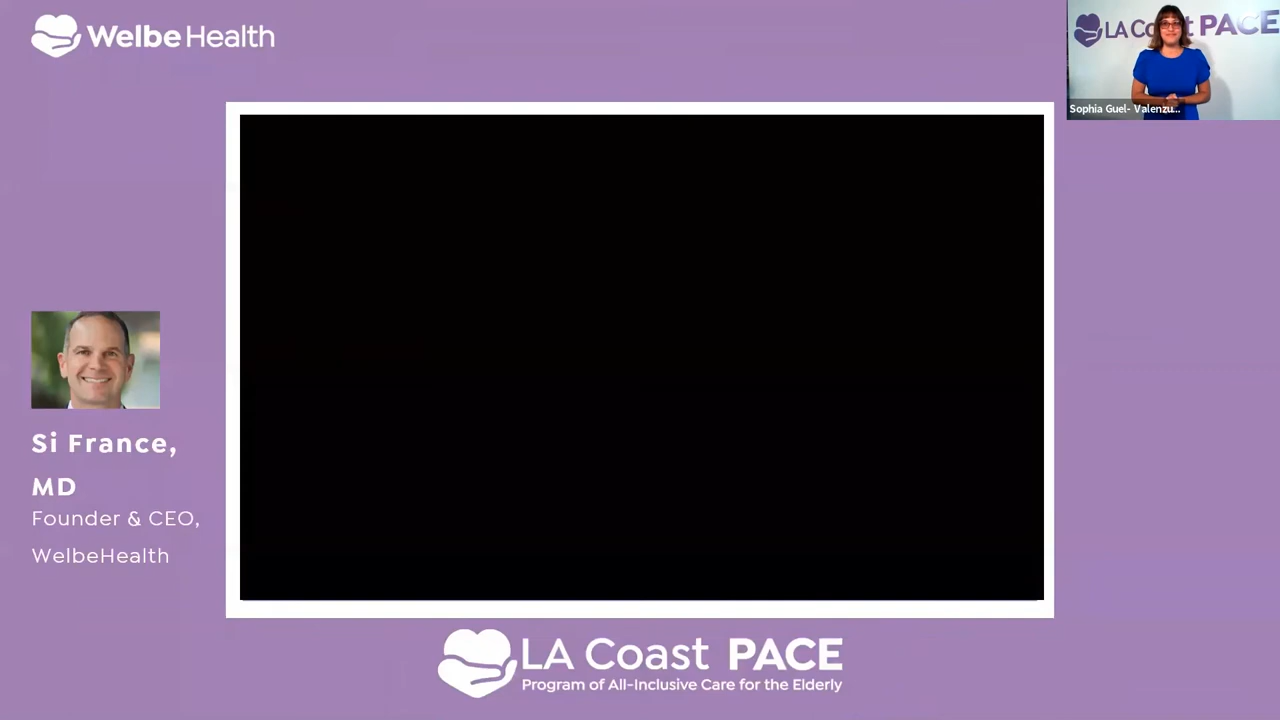 WelbeHealth
LA Coast PACE
Sophia Guel- Valenzu...
Si France,
MD
Founder & CEO,
WelbeHealth
LA Coast PACE
Program of All-Inclusive Care for the Elderly